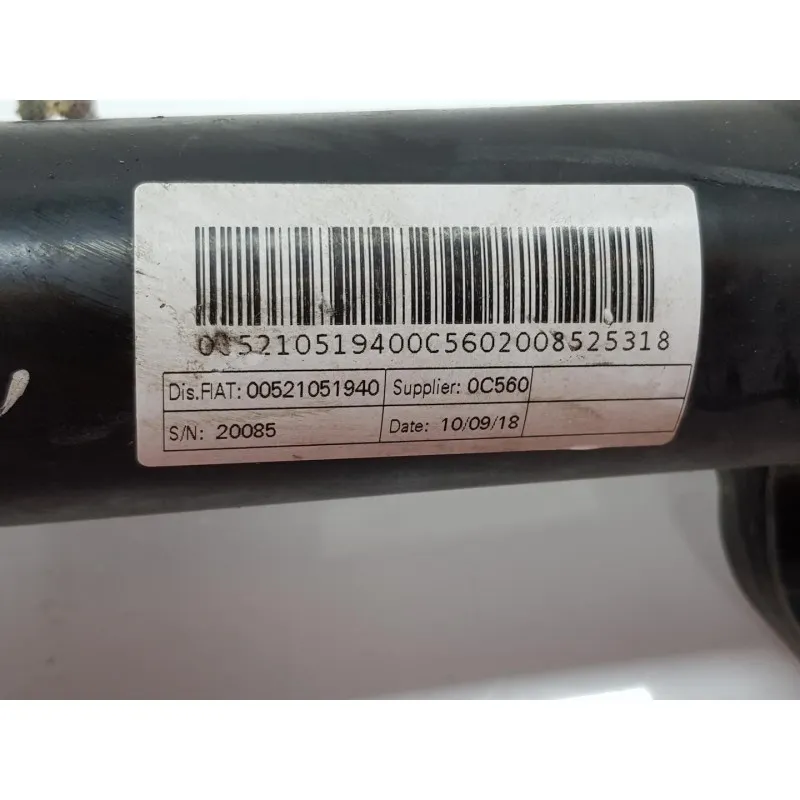 005210519400C5602008525318
Dis.FIAT: 00521051940 Supplier: 0C560
S/N: 20085 Date: 10/09/18